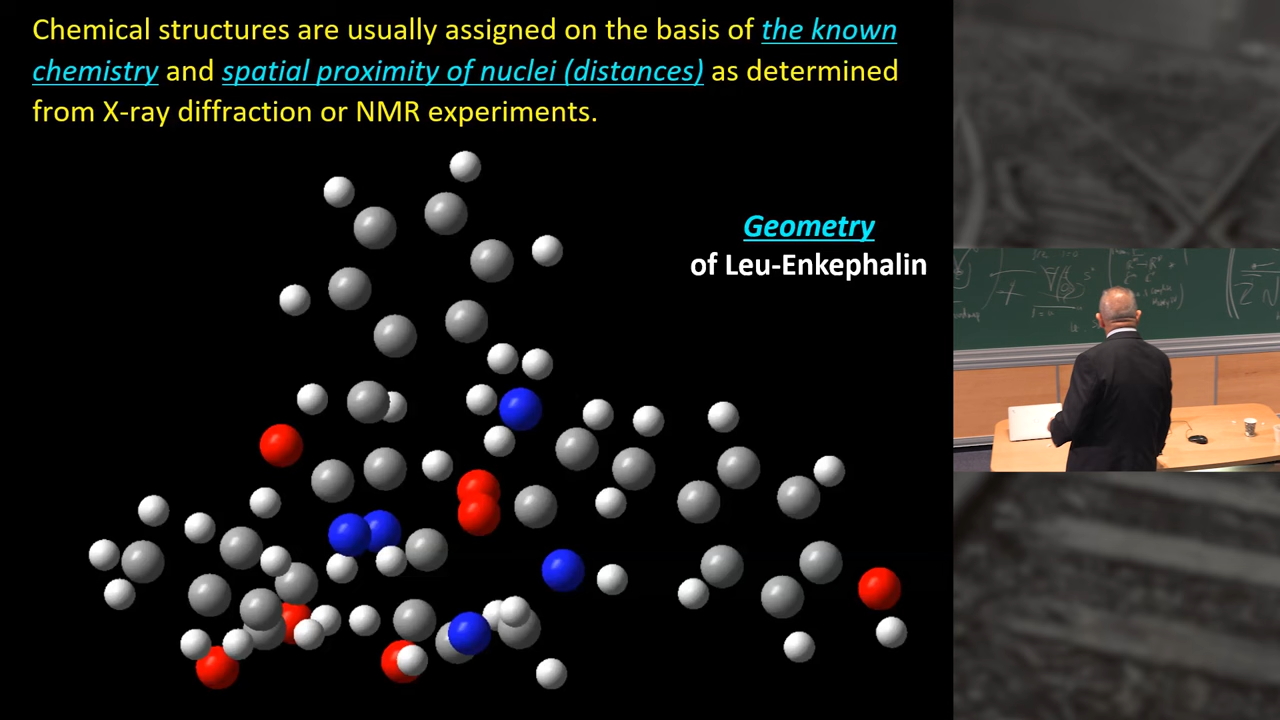 Chemical structures are usually assigned on the basis of the known
chemistry and spatial proximity of nuclei (distances) as determined
from X-ray diffraction or NMR experiments.
Geometry
of Leu-Enkephalin